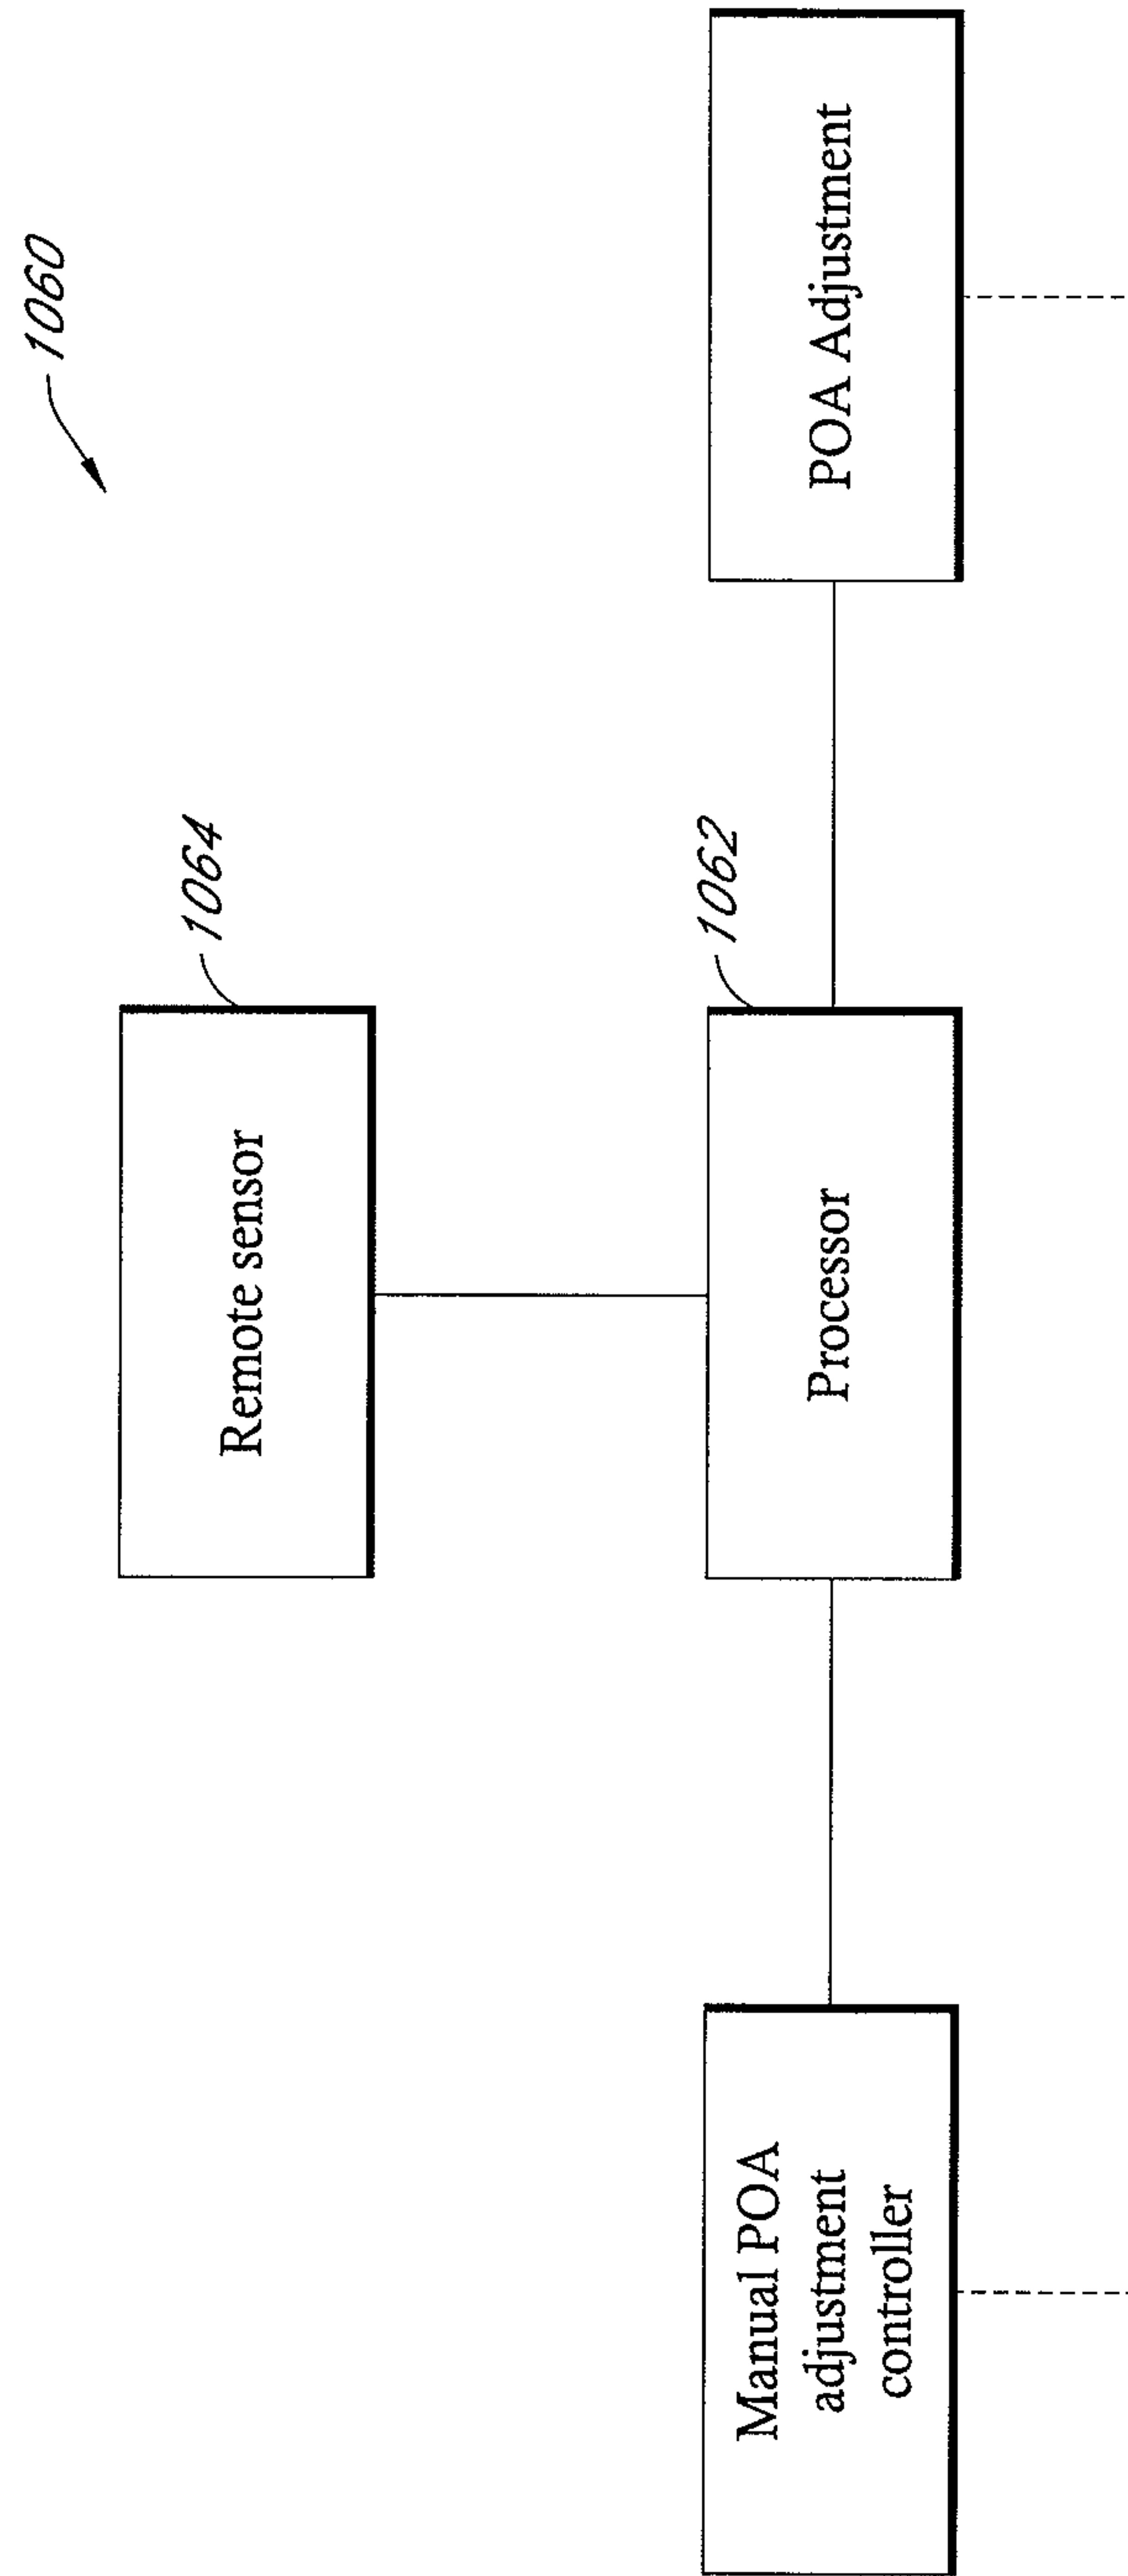 1060
Remote sensor
1064
Manual POA
adjustment
controller
Processor
1062
POA Adjustment